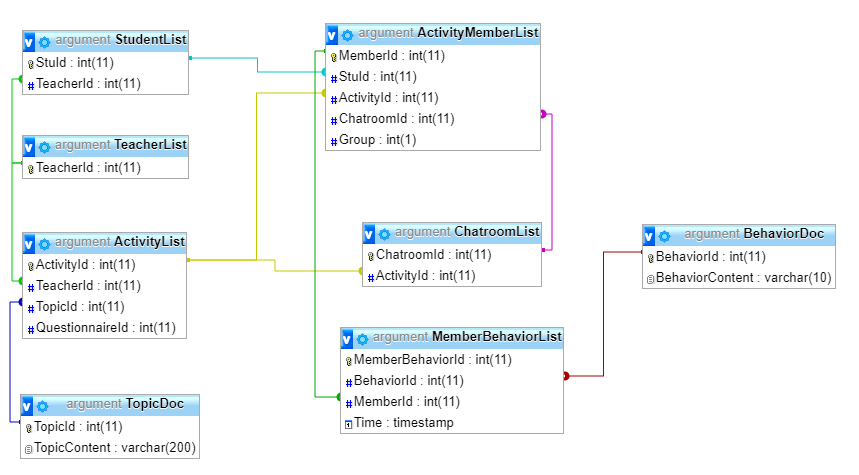 argument StudentList
StuId : int(11)
TeacherId : int(11)
argument TeacherList
TeacherId : int(11)
argument ActivityList
ActivityId : int(11)
TeacherId : int(11)
TopicId : int(11)
QuestionnaireId : int(11)
argument TopicDoc
TopicId : int(11)
TopicContent : varchar(200)
argument ActivityMemberList
MemberId : int(11)
StuId : int(11)
ActivityId : int(11)
ChatroomId : int(11)
Group : int(1)
argument ChatroomList
ChatroomId : int(11)
ActivityId : int(11)
argument MemberBehaviorList
MemberBehaviorId : int(11)
BehaviorId : int(11)
MemberId : int(11)
Time : timestamp
argument BehaviorDoc
BehaviorId : int(11)
BehaviorContent : varchar(10)